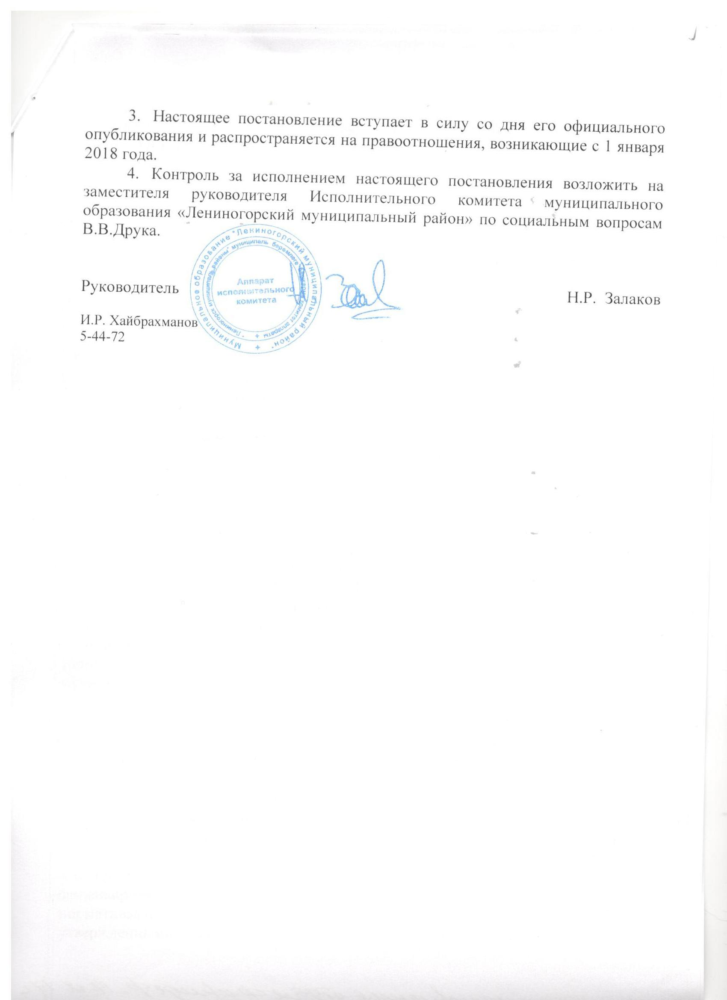 3. Настоящее постановление вступает в силу со дня его официального
опубликования и распространяется на правоотношения, возникающие с 1 января
2018 года.
4. Контроль за исполнением настоящего постановления возложить на
заместителя руководителя Исполнительного комитета муниципального
образования «Лениногорский муниципальный район» по социальным вопросам
В.В.Друка.
Муниципальное образование "Лениногорский муниципальный район"
"Лениногорск муниципаль районы" муниципаль берәмлеге башкарма комитет аппараты
Аппарат
исполнительного
комитета
Руководитель
Н.Р. Залаков
И.Р. Хайбрахманов
5-44-72